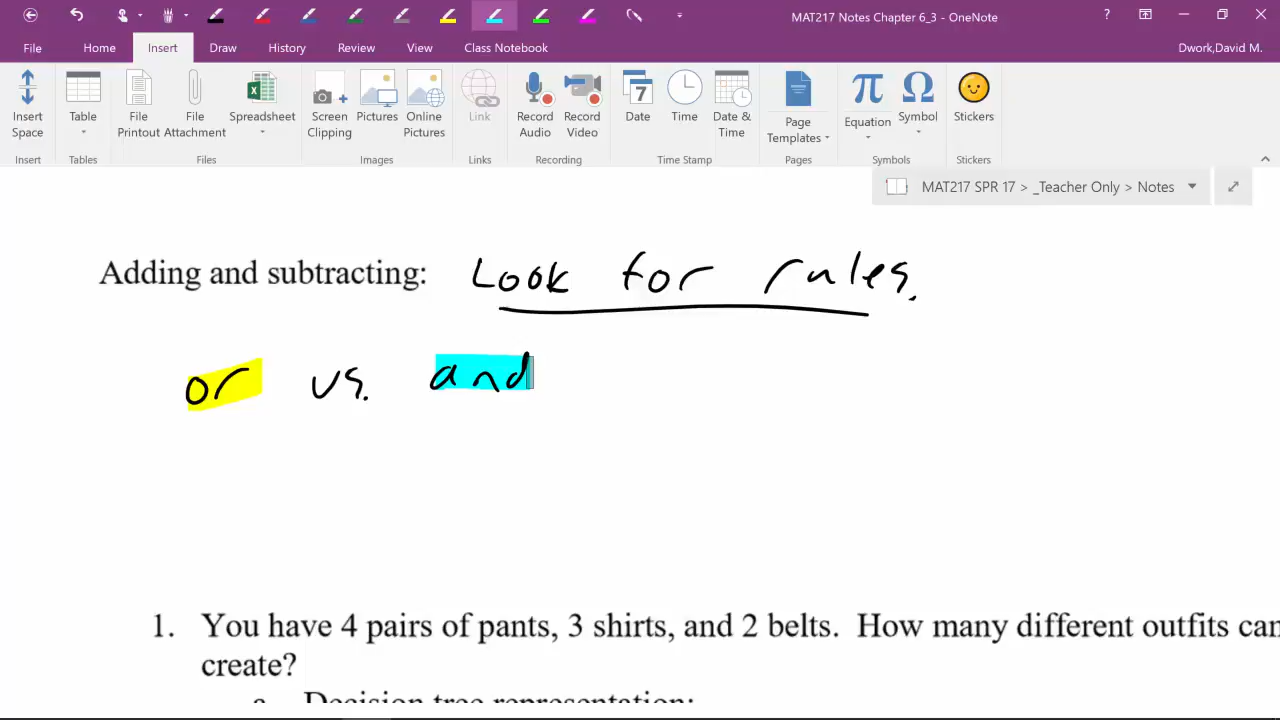 MAT217 Notes Chapter 6_3 - OneNote
?
File Home Insert Draw History Review View Class Notebook Dwork,David M.
Insert Space
Table
File Printout
File Attachment
Spreadsheet
Screen Clipping
Pictures
Online Pictures
Link
Record Audio
Record Video
Date
Time
Date & Time
Page Templates
Equation
Symbol
Stickers
Insert Tables Files Images Links Recording Time Stamp Pages Symbols Stickers
MAT217 SPR 17 > _Teacher Only > Notes
Adding and subtracting: Look for rules.
or vs. and
1. You have 4 pairs of pants, 3 shirts, and 2 belts. How many different outfits can
create?
a. Decision tree representation: